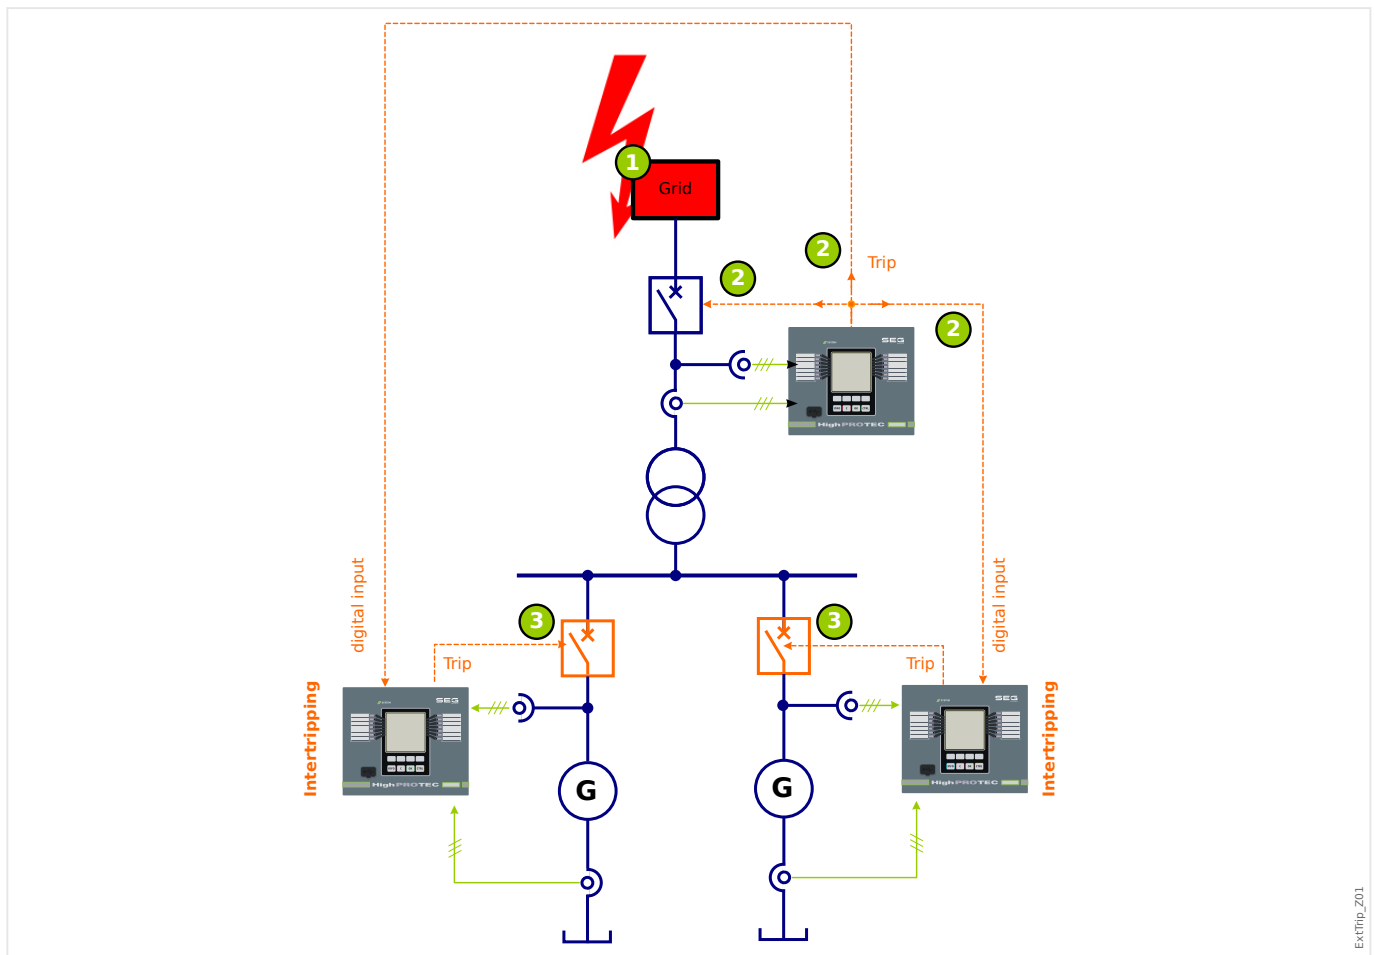 1
Grid
2
Trip
2
2
SEG
HighPROTEC
digital input
digital input
3
3
Trip
Trip
SEG
SEG
Intertripping
Intertripping
HighPROTEC
HighPROTEC
G
G
ExtTrip_Z01